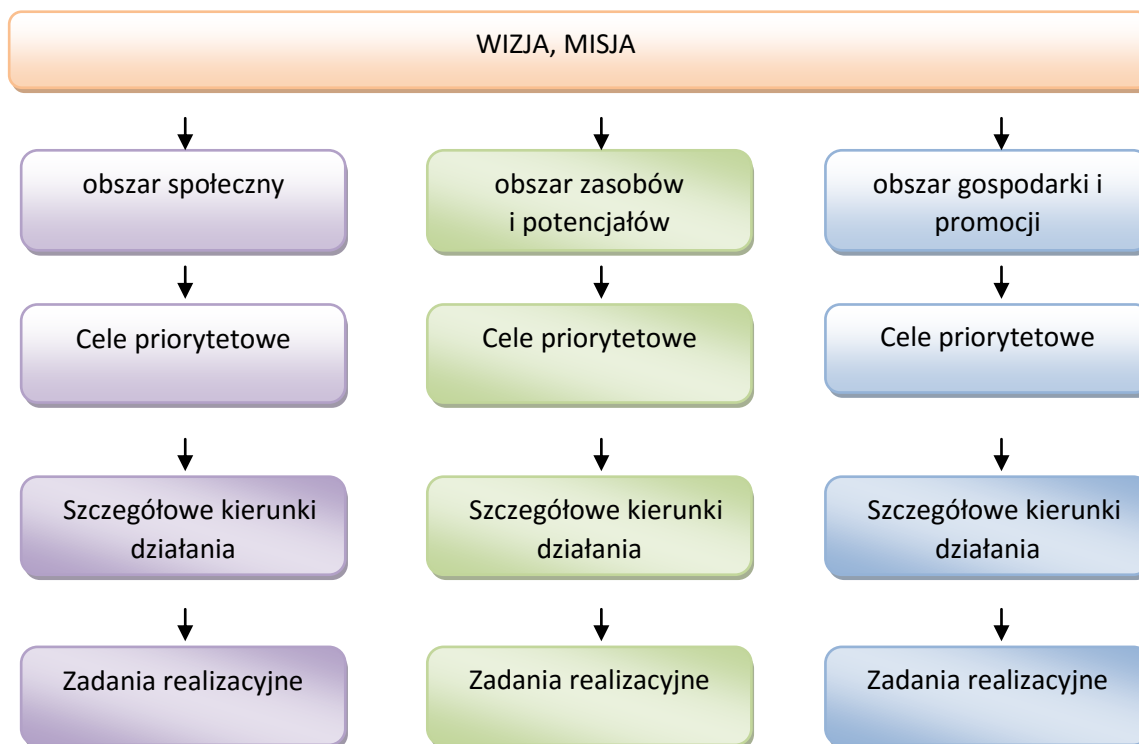 WIZJA, MISJA
obszar społeczny
obszar zasobów
i potencjałów
obszar gospodarki i
promocji
Cele priorytetowe
Cele priorytetowe
Cele priorytetowe
Szczegółowe kierunki
działania
Szczegółowe kierunki
działania
Szczegółowe kierunki
działania
Zadania realizacyjne
Zadania realizacyjne
Zadania realizacyjne